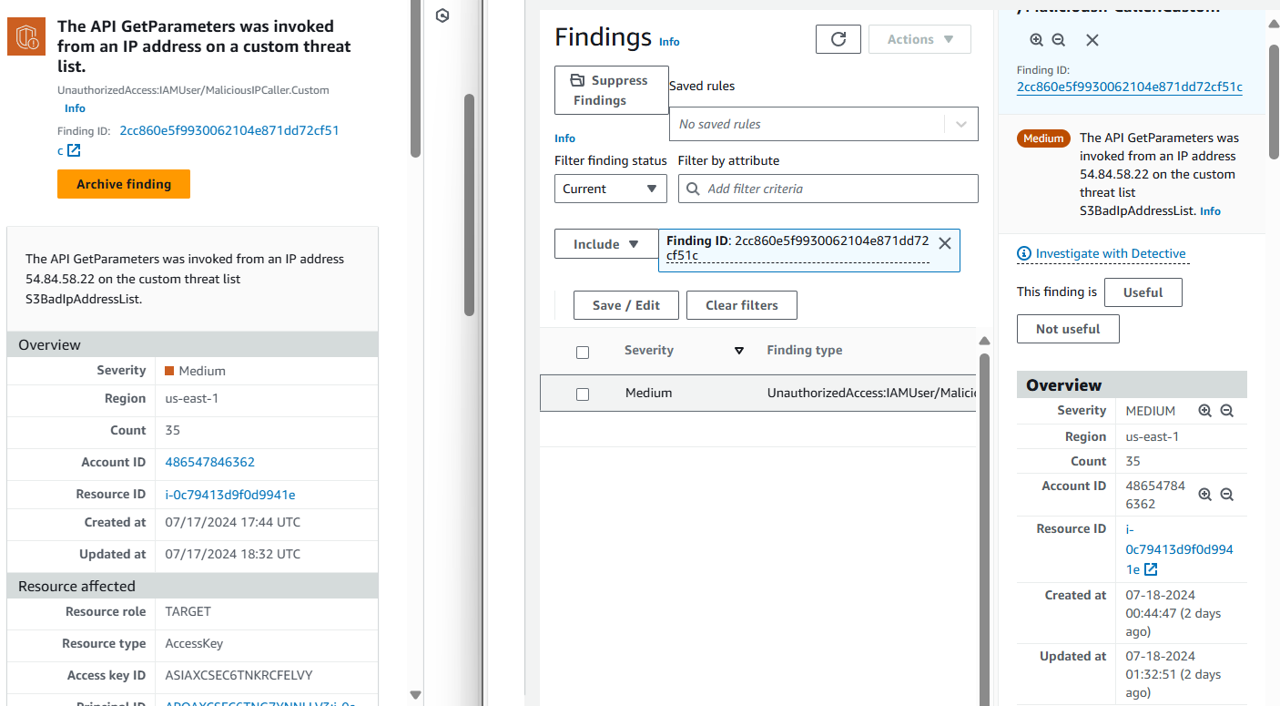 The API GetParameters was invoked
from an IP address on a custom threat
list.
UnauthorizedAccess:IAMUser/MaliciousIPCaller.Custom
Info
Finding ID: 2cc860e5f9930062104e871dd72cf51
c
Archive finding
The API GetParameters was invoked from an IP address
54.84.58.22 on the custom threat list
S3BadIpAddressList.
Overview
Severity Medium
Region us-east-1
Count 35
Account ID 486547846362
Resource ID i-0c79413d9f0d9941e
Created at 07/17/2024 17:44 UTC
Updated at 07/17/2024 18:32 UTC
Resource affected
Resource role TARGET
Resource type AccessKey
Access key ID ASIAXCSEC6TNKRCFELVY
Findings Info
Actions
Suppress
Findings
Saved rules
No saved rules
Info
Filter finding status Filter by attribute
Current Add filter criteria
Include Finding ID: 2cc860e5f9930062104e871dd72
cf51c
Save / Edit Clear filters
Severity Finding type
Medium UnauthorizedAccess:IAMUser/Malici
Finding ID:
2cc860e5f9930062104e871dd72cf51c
Medium The API GetParameters was
invoked from an IP address
54.84.58.22 on the custom
threat list
S3BadIpAddressList. Info
Investigate with Detective
This finding is Useful
Not useful
Overview
Severity MEDIUM
Region us-east-1
Count 35
Account ID 48654784
6362
Resource ID i-
0c79413d9f0d994
1e
Created at 07-18-2024
00:44:47 (2 days
ago)
Updated at 07-18-2024
01:32:51 (2 days
ago)